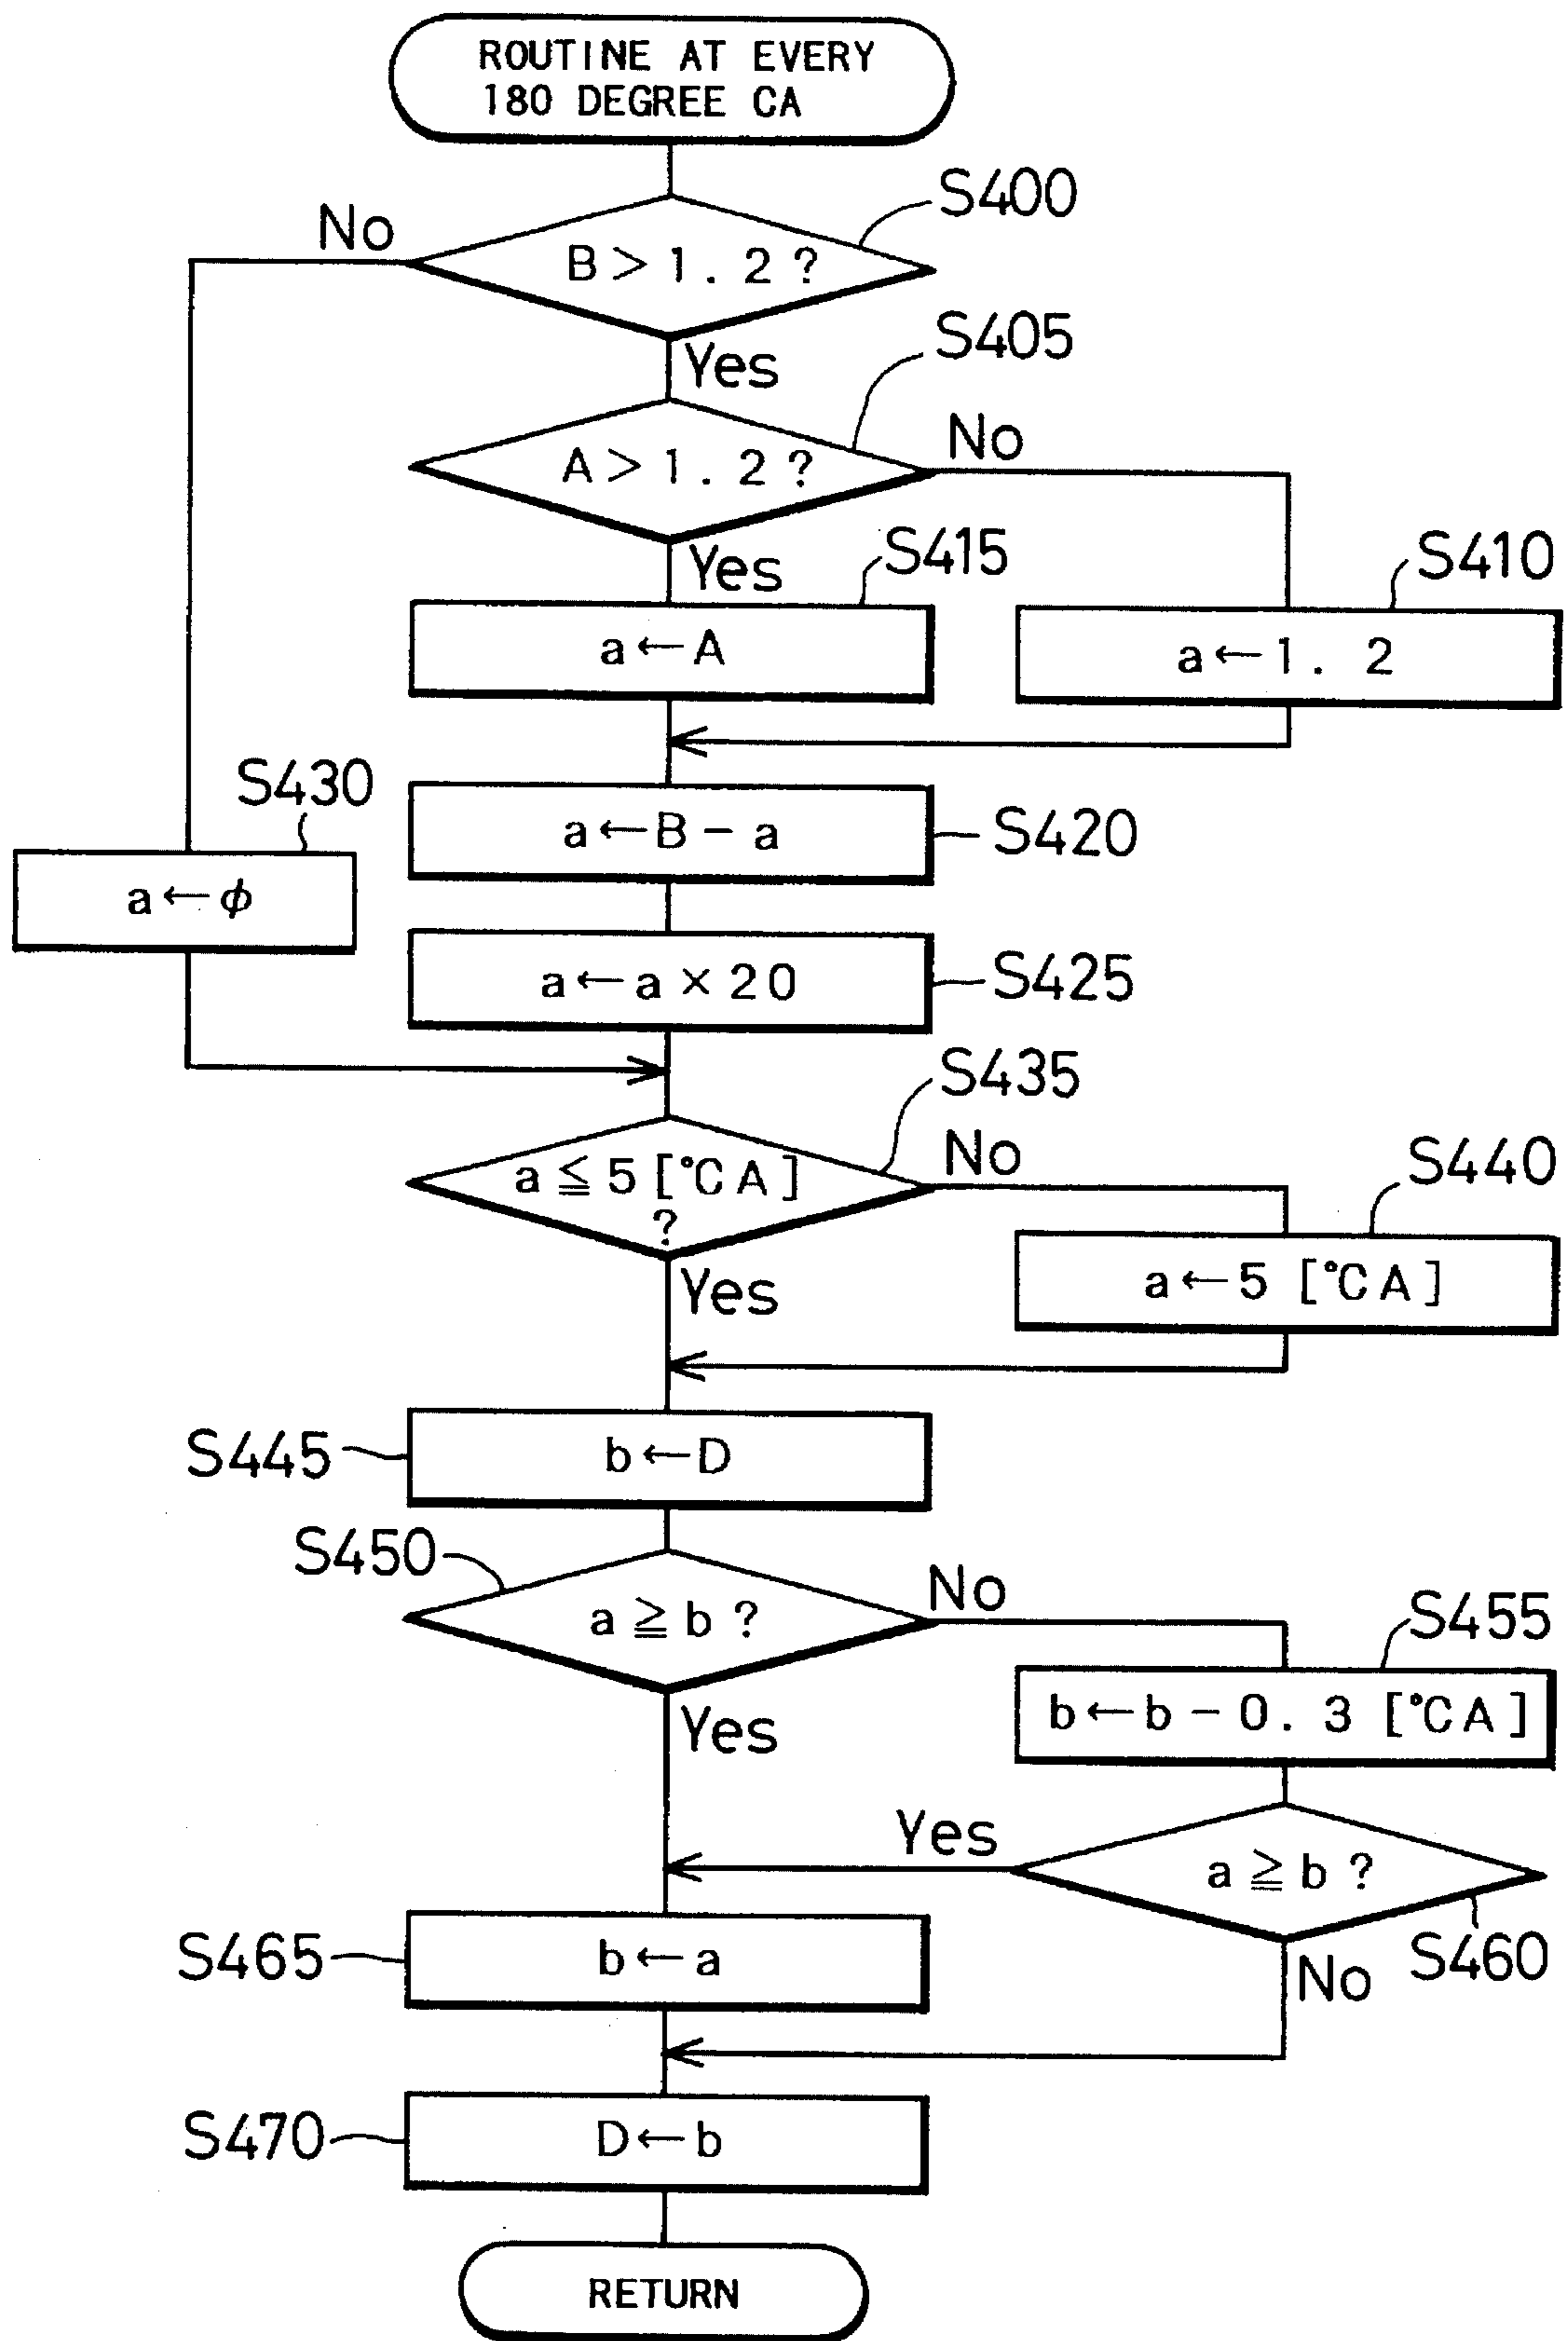 ROUTINE AT EVERY
180 DEGREE CA
S400
No
B > 1.2 ?
Yes
S405
No
A > 1.2 ?
Yes
S415
S410
a ← A
a ← 1. 2
S430
a ← B − a
S420
a ← ϕ
a ← a × 20
S425
S435
No
a ≦ 5 [°CA]
?
S440
Yes
a ← 5 [°CA]
S445
b ← D
S450
No
a ≧ b ?
S455
Yes
b ← b − 0. 3 [°CA]
Yes
a ≧ b ?
S460
S465
b ← a
No
S470
D ← b
RETURN